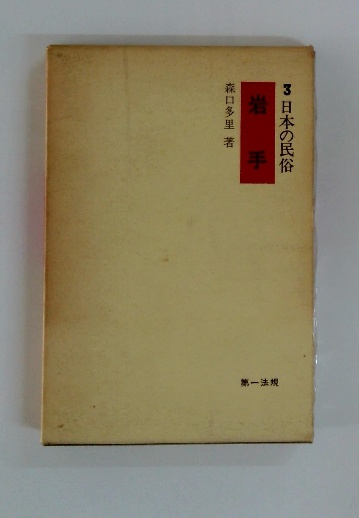 3 日本の民俗
岩手
森口多里 著
第一法規